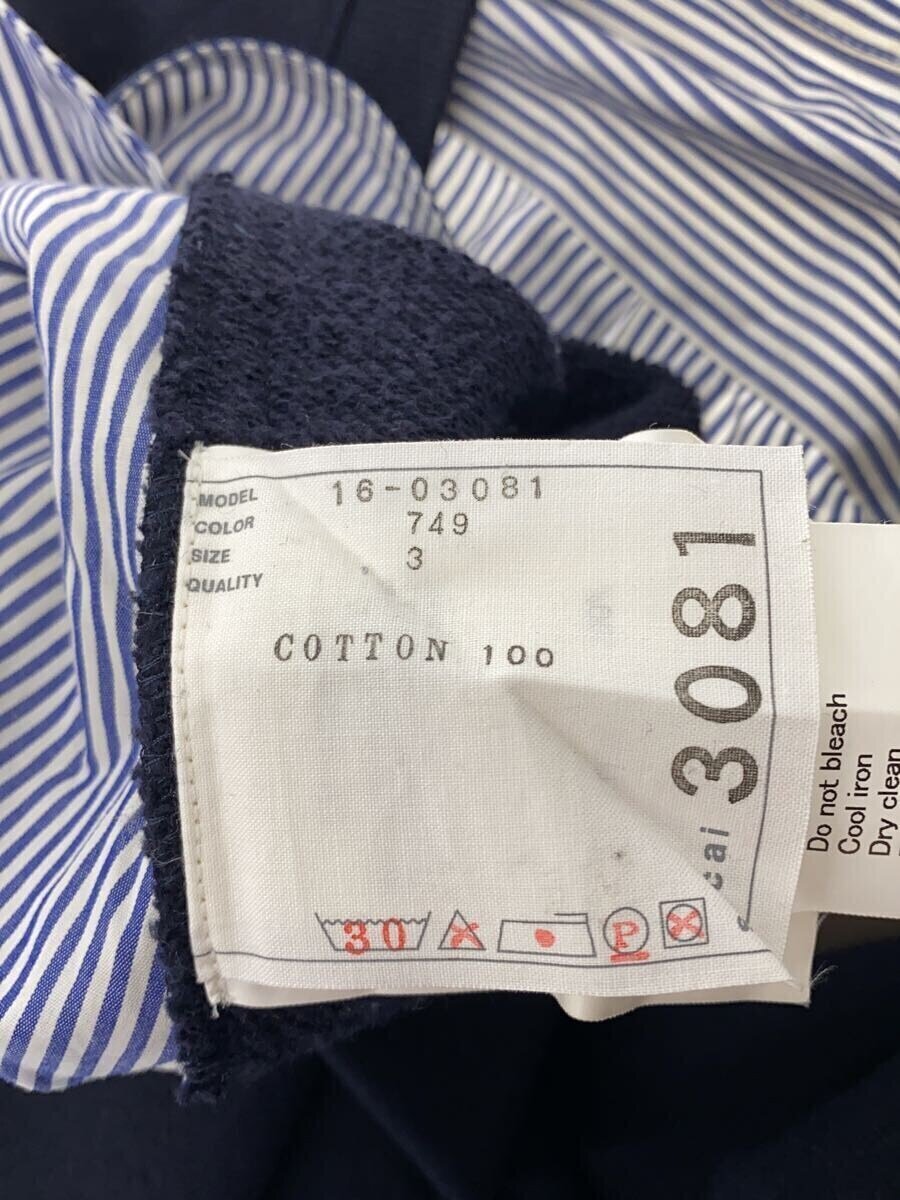 MODEL 16-03081
COLOR 749
SIZE 3
QUALITY
COTTON 100
3081
30
P
Do not bleach
Cool iron
Dry clean